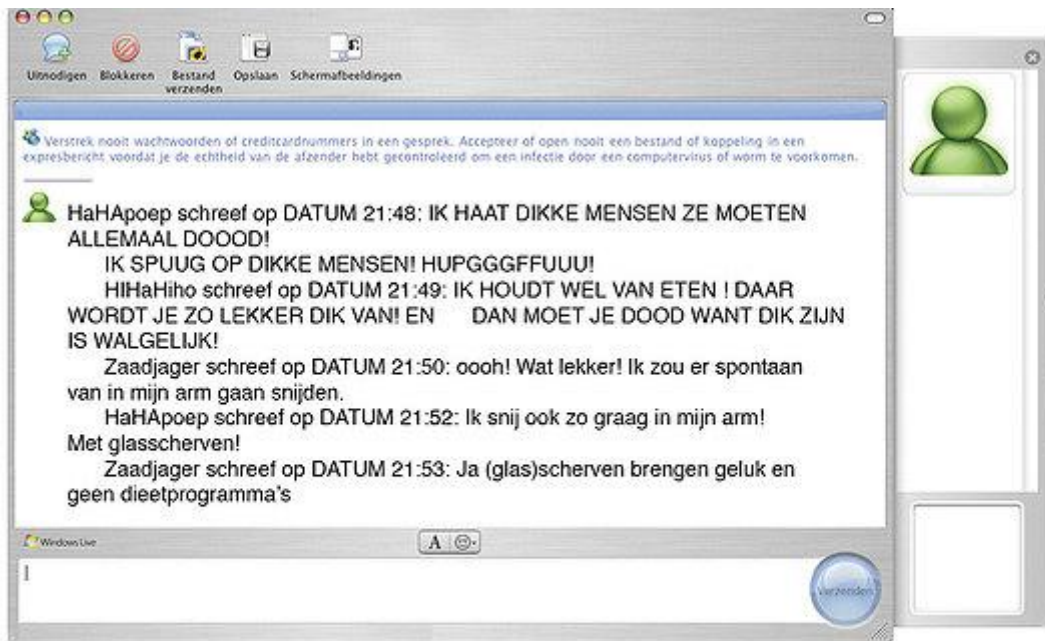 Uitnodigen Blokkeren Bestand verzenden Opslaan Schermafbeeldingen
Verstrek nooit wachtwoorden of creditcardnummers in een gesprek. Accepteer of open nooit een bestand of koppeling in een
expresbericht voordat je de echtheid van de afzender hebt gecontroleerd om een infectie door een computervirus of worm te voorkomen.
HaHApoep schreef op DATUM 21:48: IK HAAT DIKKE MENSEN ZE MOETEN
ALLEMAAL DOOOD!
IK SPUUG OP DIKKE MENSEN! HUPGGGFFUUU!
HIHaHiho schreef op DATUM 21:49: IK HOUDT WEL VAN ETEN ! DAAR
WORDT JE ZO LEKKER DIK VAN! EN DAN MOET JE DOOD WANT DIK ZIJN
IS WALGELIJK!
Zaadjager schreef op DATUM 21:50: oooh! Wat lekker! Ik zou er spontaan
van in mijn arm gaan snijden.
HaHApoep schreef op DATUM 21:52: Ik snij ook zo graag in mijn arm!
Met glasscherven!
Zaadjager schreef op DATUM 21:53: Ja (glas)scherven brengen geluk en
geen dieetprogramma's
Windows Live
A
Verzenden